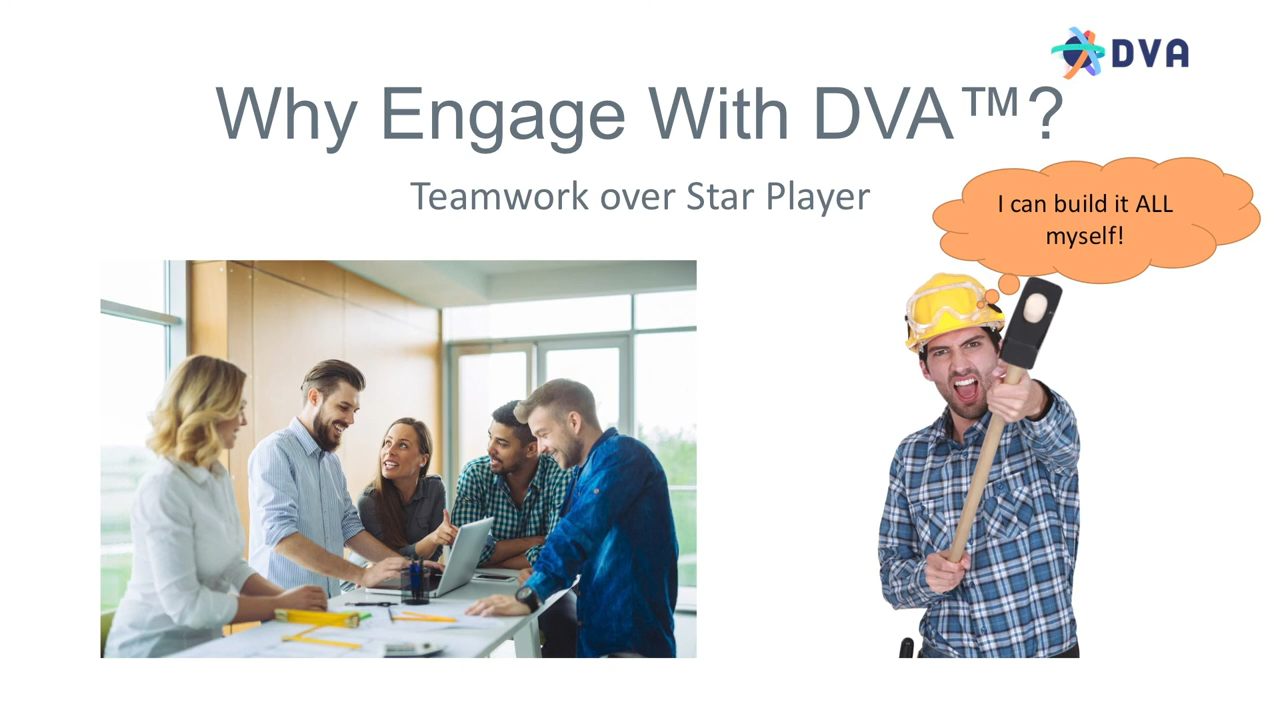 DVA
Why Engage With DVA™?
Teamwork over Star Player
I can build it ALL
myself!